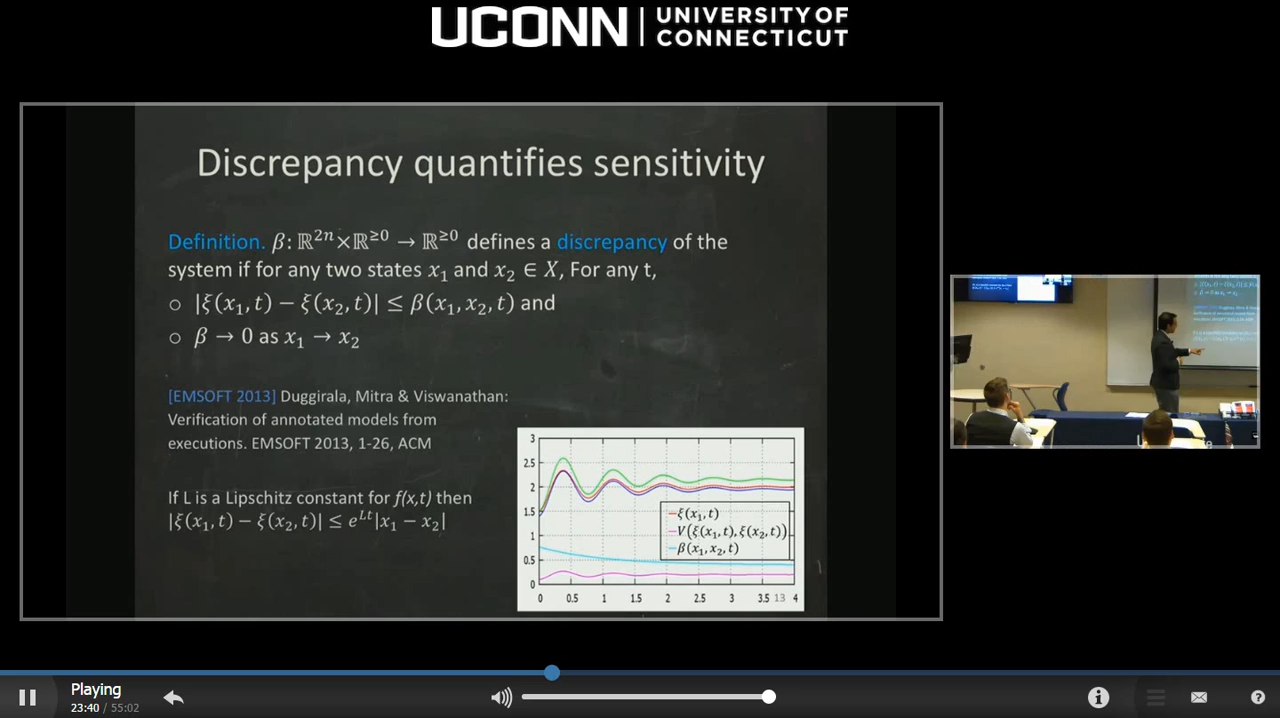 UCONN UNIVERSITY OF
CONNECTICUT
Discrepancy quantifies sensitivity
Definition. β: ℝ²ⁿ×ℝ≥⁰ → ℝ≥⁰ defines a discrepancy of the
system if for any two states x₁ and x₂ ∈ X, For any t,
○ |ξ(x₁, t) − ξ(x₂, t)| ≤ β(x₁, x₂, t) and
○ β → 0 as x₁ → x₂
[EMSOFT 2013] Duggirala, Mitra & Viswanathan:
Verification of annotated models from
executions. EMSOFT 2013, 1-26, ACM
If L is a Lipschitz constant for f(x,t) then
|ξ(x₁, t) − ξ(x₂, t)| ≤ eᴸᵗ|x₁ − x₂|
3
2.5
2
1.5
1
0.5
0
ξ(x₁, t)
V(ξ(x₁, t), ξ(x₂, t))
β(x₁, x₂, t)
0 0.5 1 1.5 2 2.5 3 3.5 13 4
Playing
23:40 / 55:02